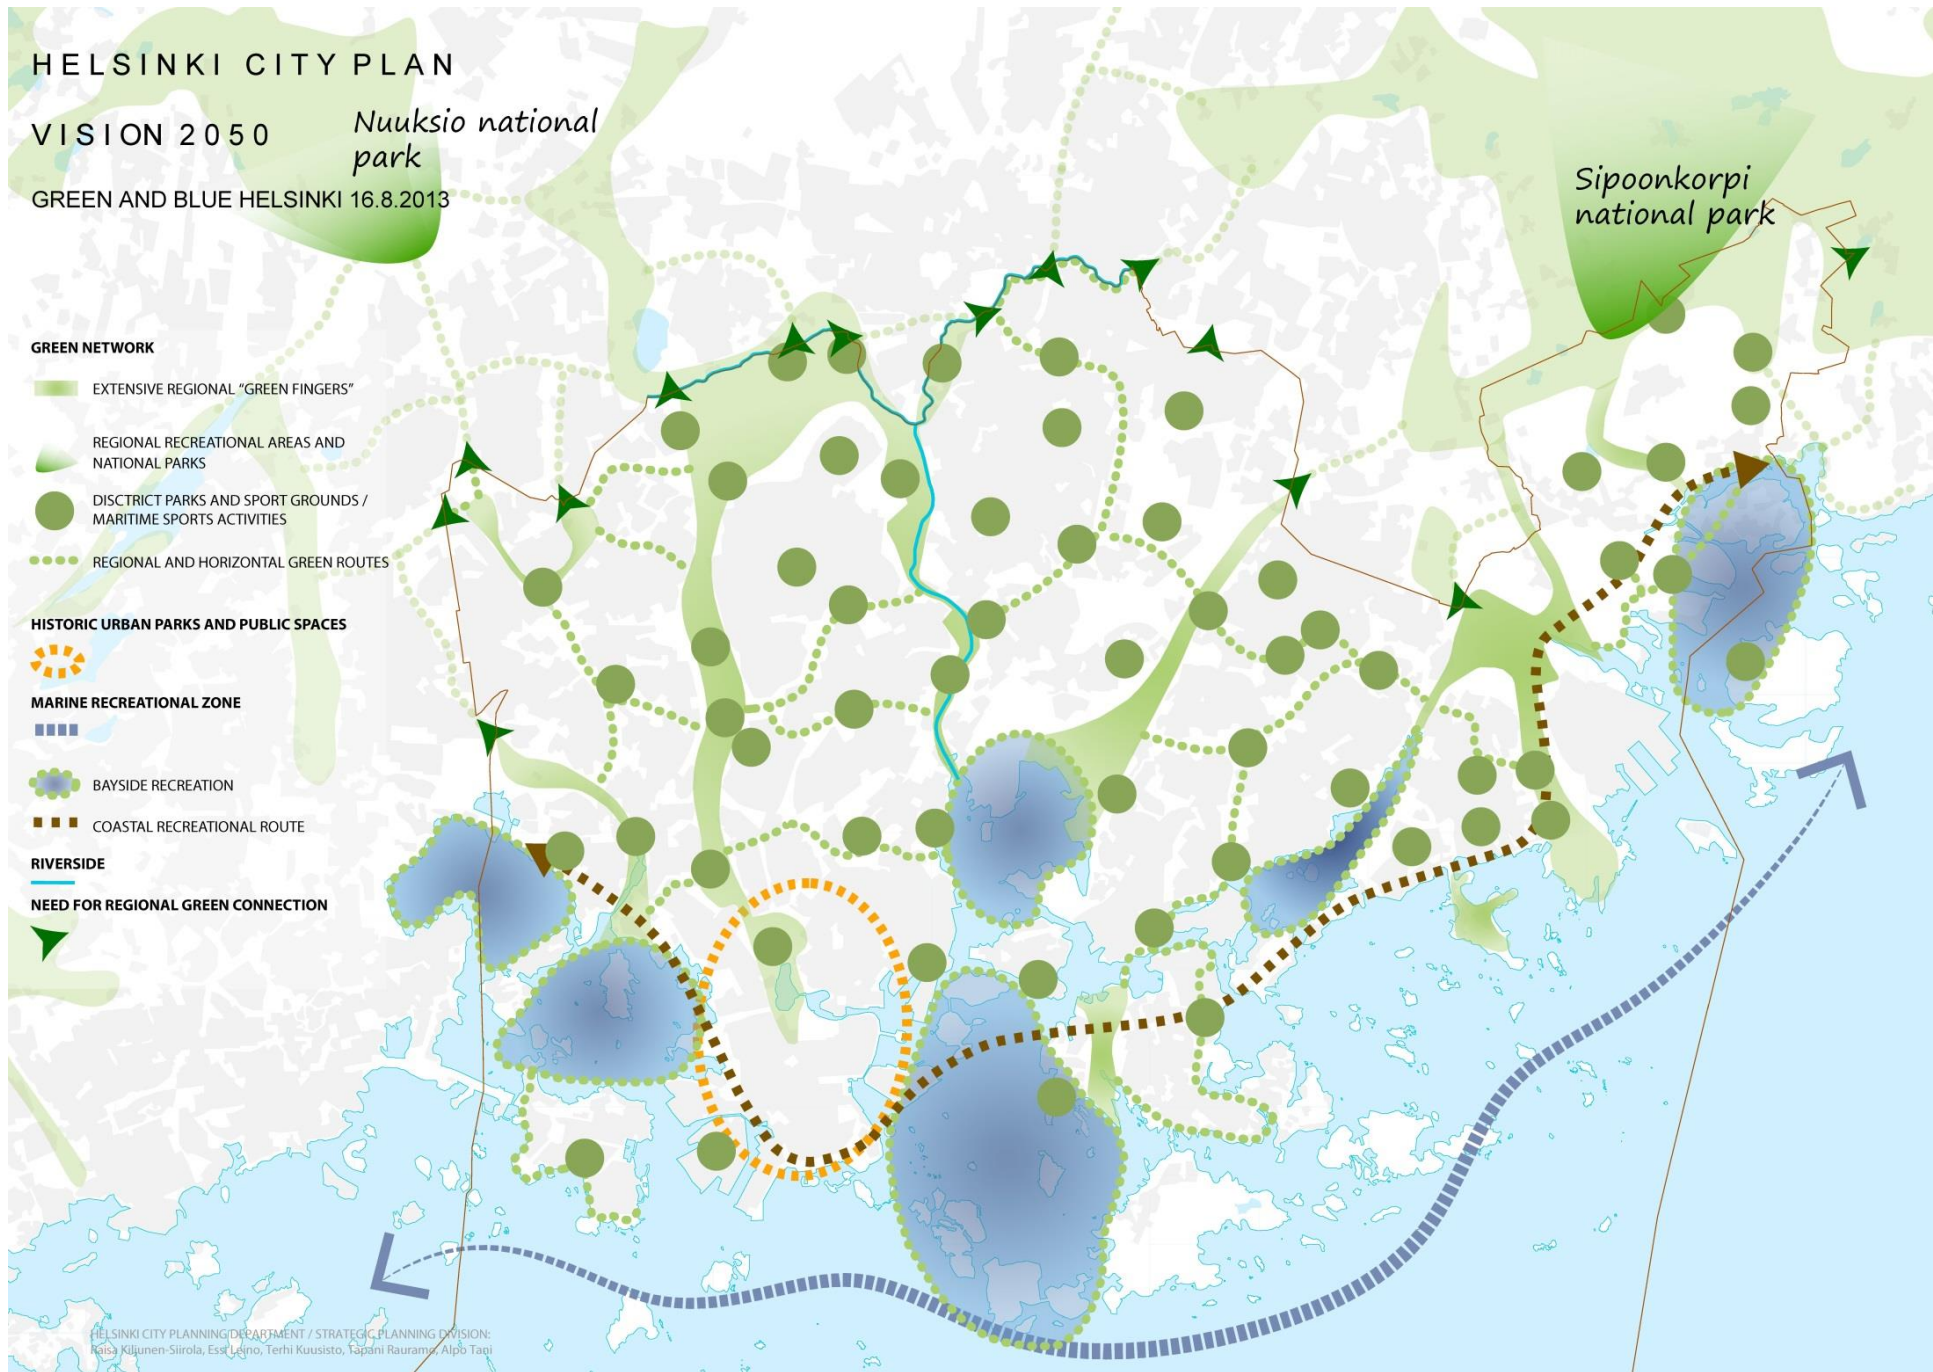 HELSINKI CITY PLAN
VISION 2050
GREEN AND BLUE HELSINKI 16.8.2013
Nuuksio national
park
Sipoonkorpi
national park
GREEN NETWORK
EXTENSIVE REGIONAL “GREEN FINGERS”
REGIONAL RECREATIONAL AREAS AND
NATIONAL PARKS
DISCTRICT PARKS AND SPORT GROUNDS /
MARITIME SPORTS ACTIVITIES
REGIONAL AND HORIZONTAL GREEN ROUTES
HISTORIC URBAN PARKS AND PUBLIC SPACES
MARINE RECREATIONAL ZONE
BAYSIDE RECREATION
COASTAL RECREATIONAL ROUTE
RIVERSIDE
NEED FOR REGIONAL GREEN CONNECTION
HELSINKI CITY PLANNING DEPARTMENT / STRATEGIC PLANNING DIVISION:
Raisa Kiljunen-Siirola, Essi Leino, Terhi Kuusisto, Tapani Rauramo, Alpo Tani